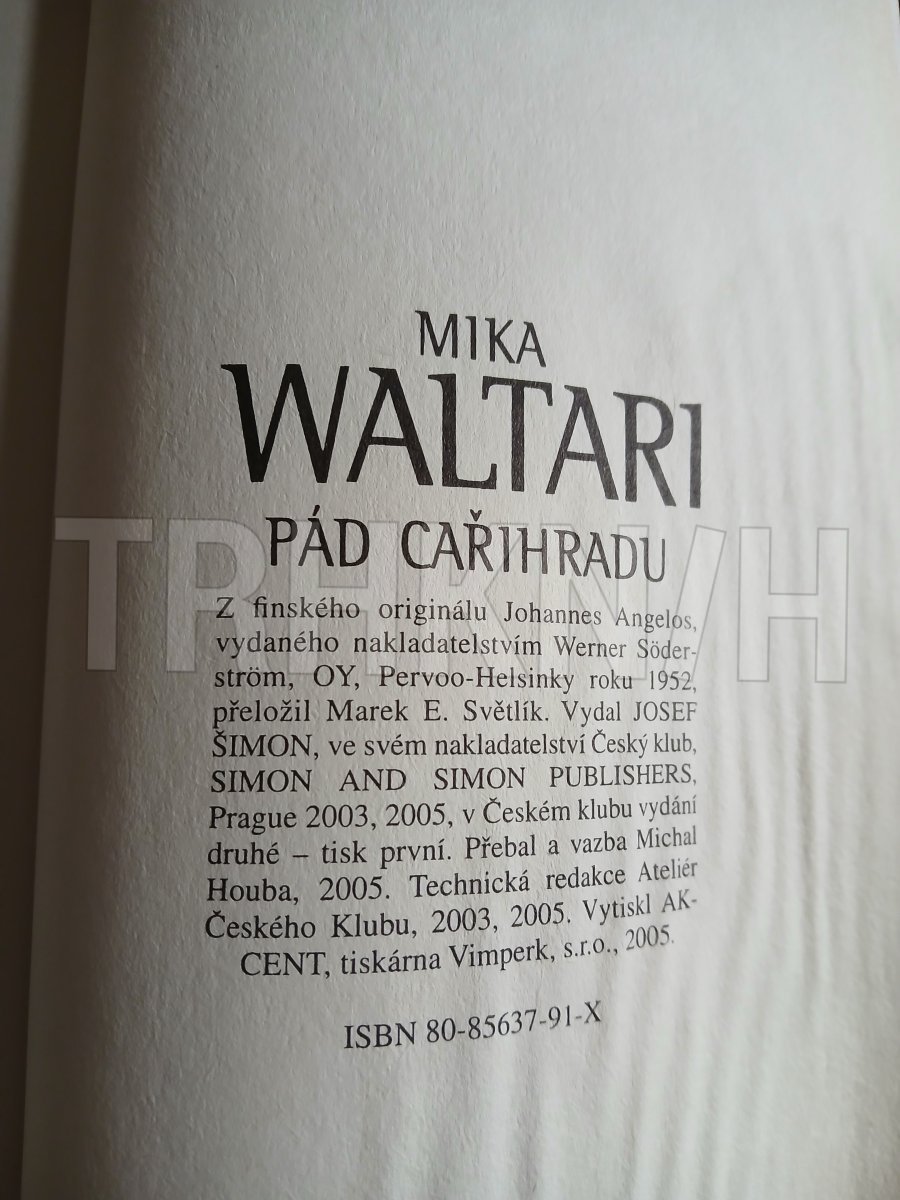 MIKA
WALTARI
PÁD CAŘIHRADU
TPHKN/H
Z finského originálu Johannes Angelos,
vydaného nakladatelstvím Werner Söder-
ström, OY, Pervoo-Helsinky roku 1952,
přeložil Marek E. Světlík. Vydal JOSEF
ŠIMON, ve svém nakladatelství Český klub,
SIMON AND SIMON PUBLISHERS,
Prague 2003, 2005, v Českém klubu vydání
druhé – tisk první. Přebal a vazba Michal
Houba, 2005. Technická redakce Ateliér
Českého Klubu, 2003, 2005. Vytiskl AK-
CENT, tiskárna Vimperk, s.r.o., 2005.
ISBN 80-85637-91-X